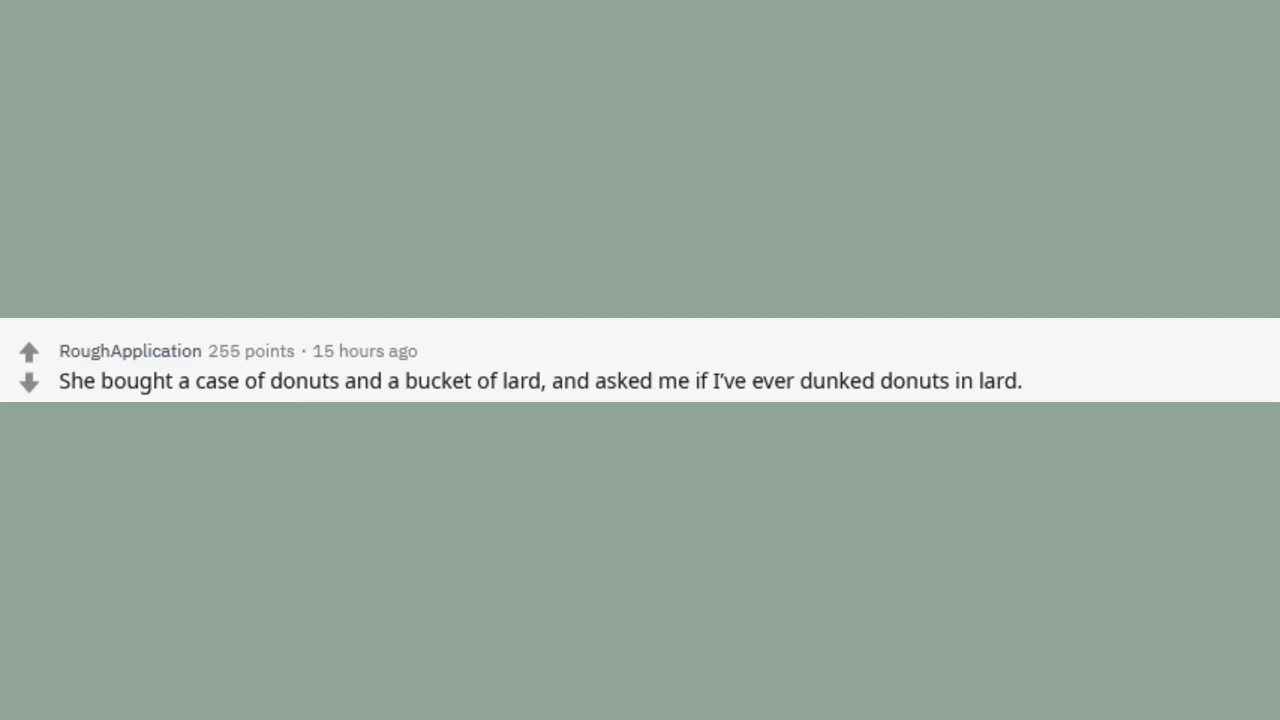 RoughApplication 255 points · 15 hours ago
She bought a case of donuts and a bucket of lard, and asked me if I’ve ever dunked donuts in lard.